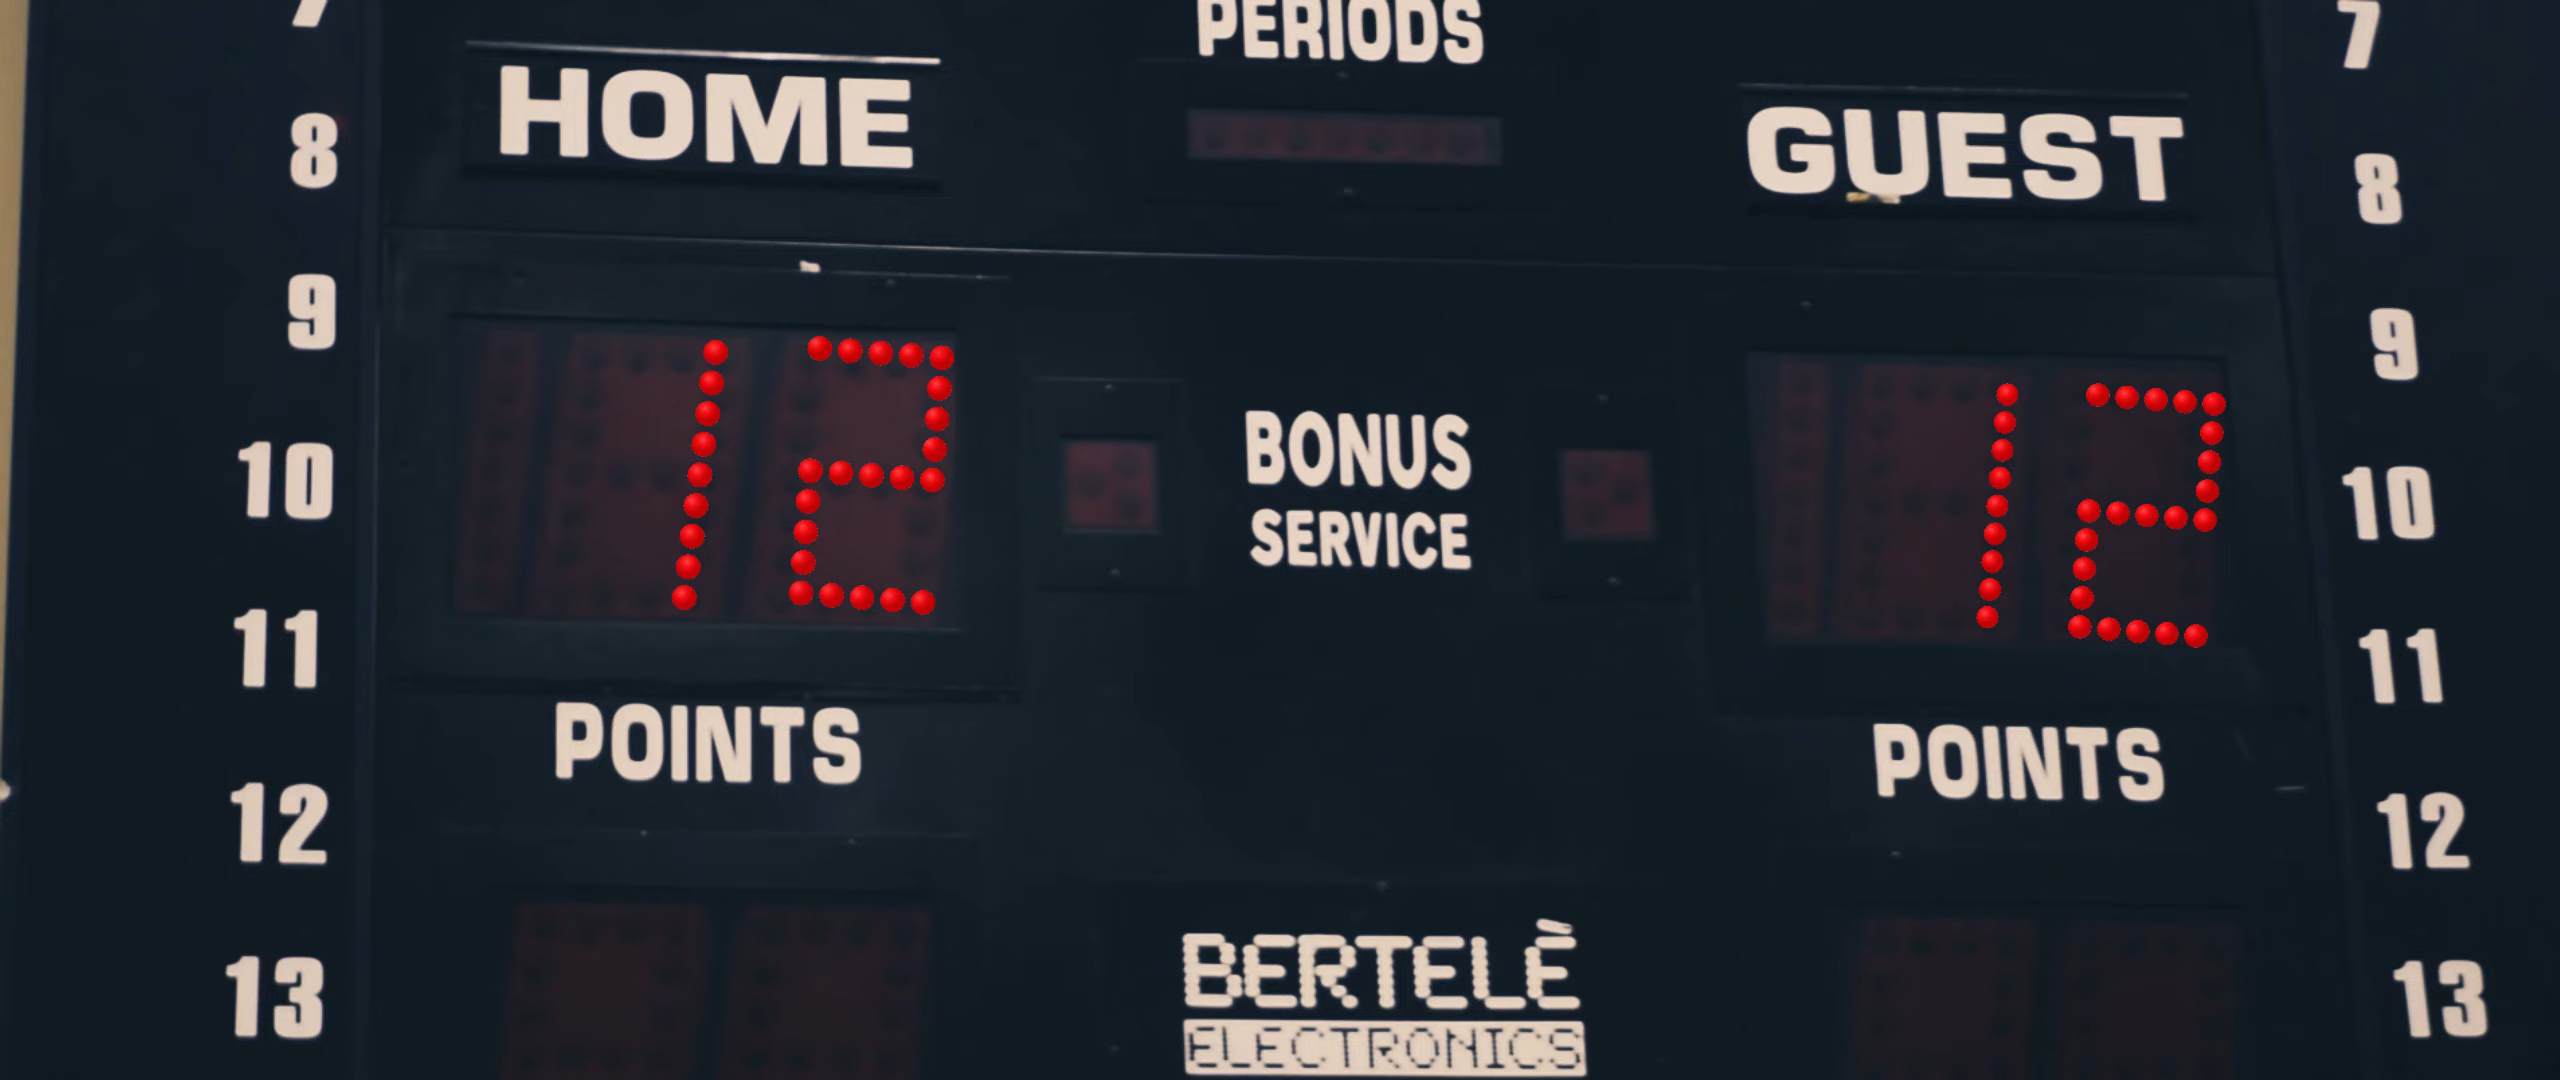 PERIODS
7
7
HOME
GUEST
8
8
9
9
12
BONUS
SERVICE
12
10
10
11
11
POINTS
POINTS
12
12
BERTELÈ
ELECTRONICS
13
13